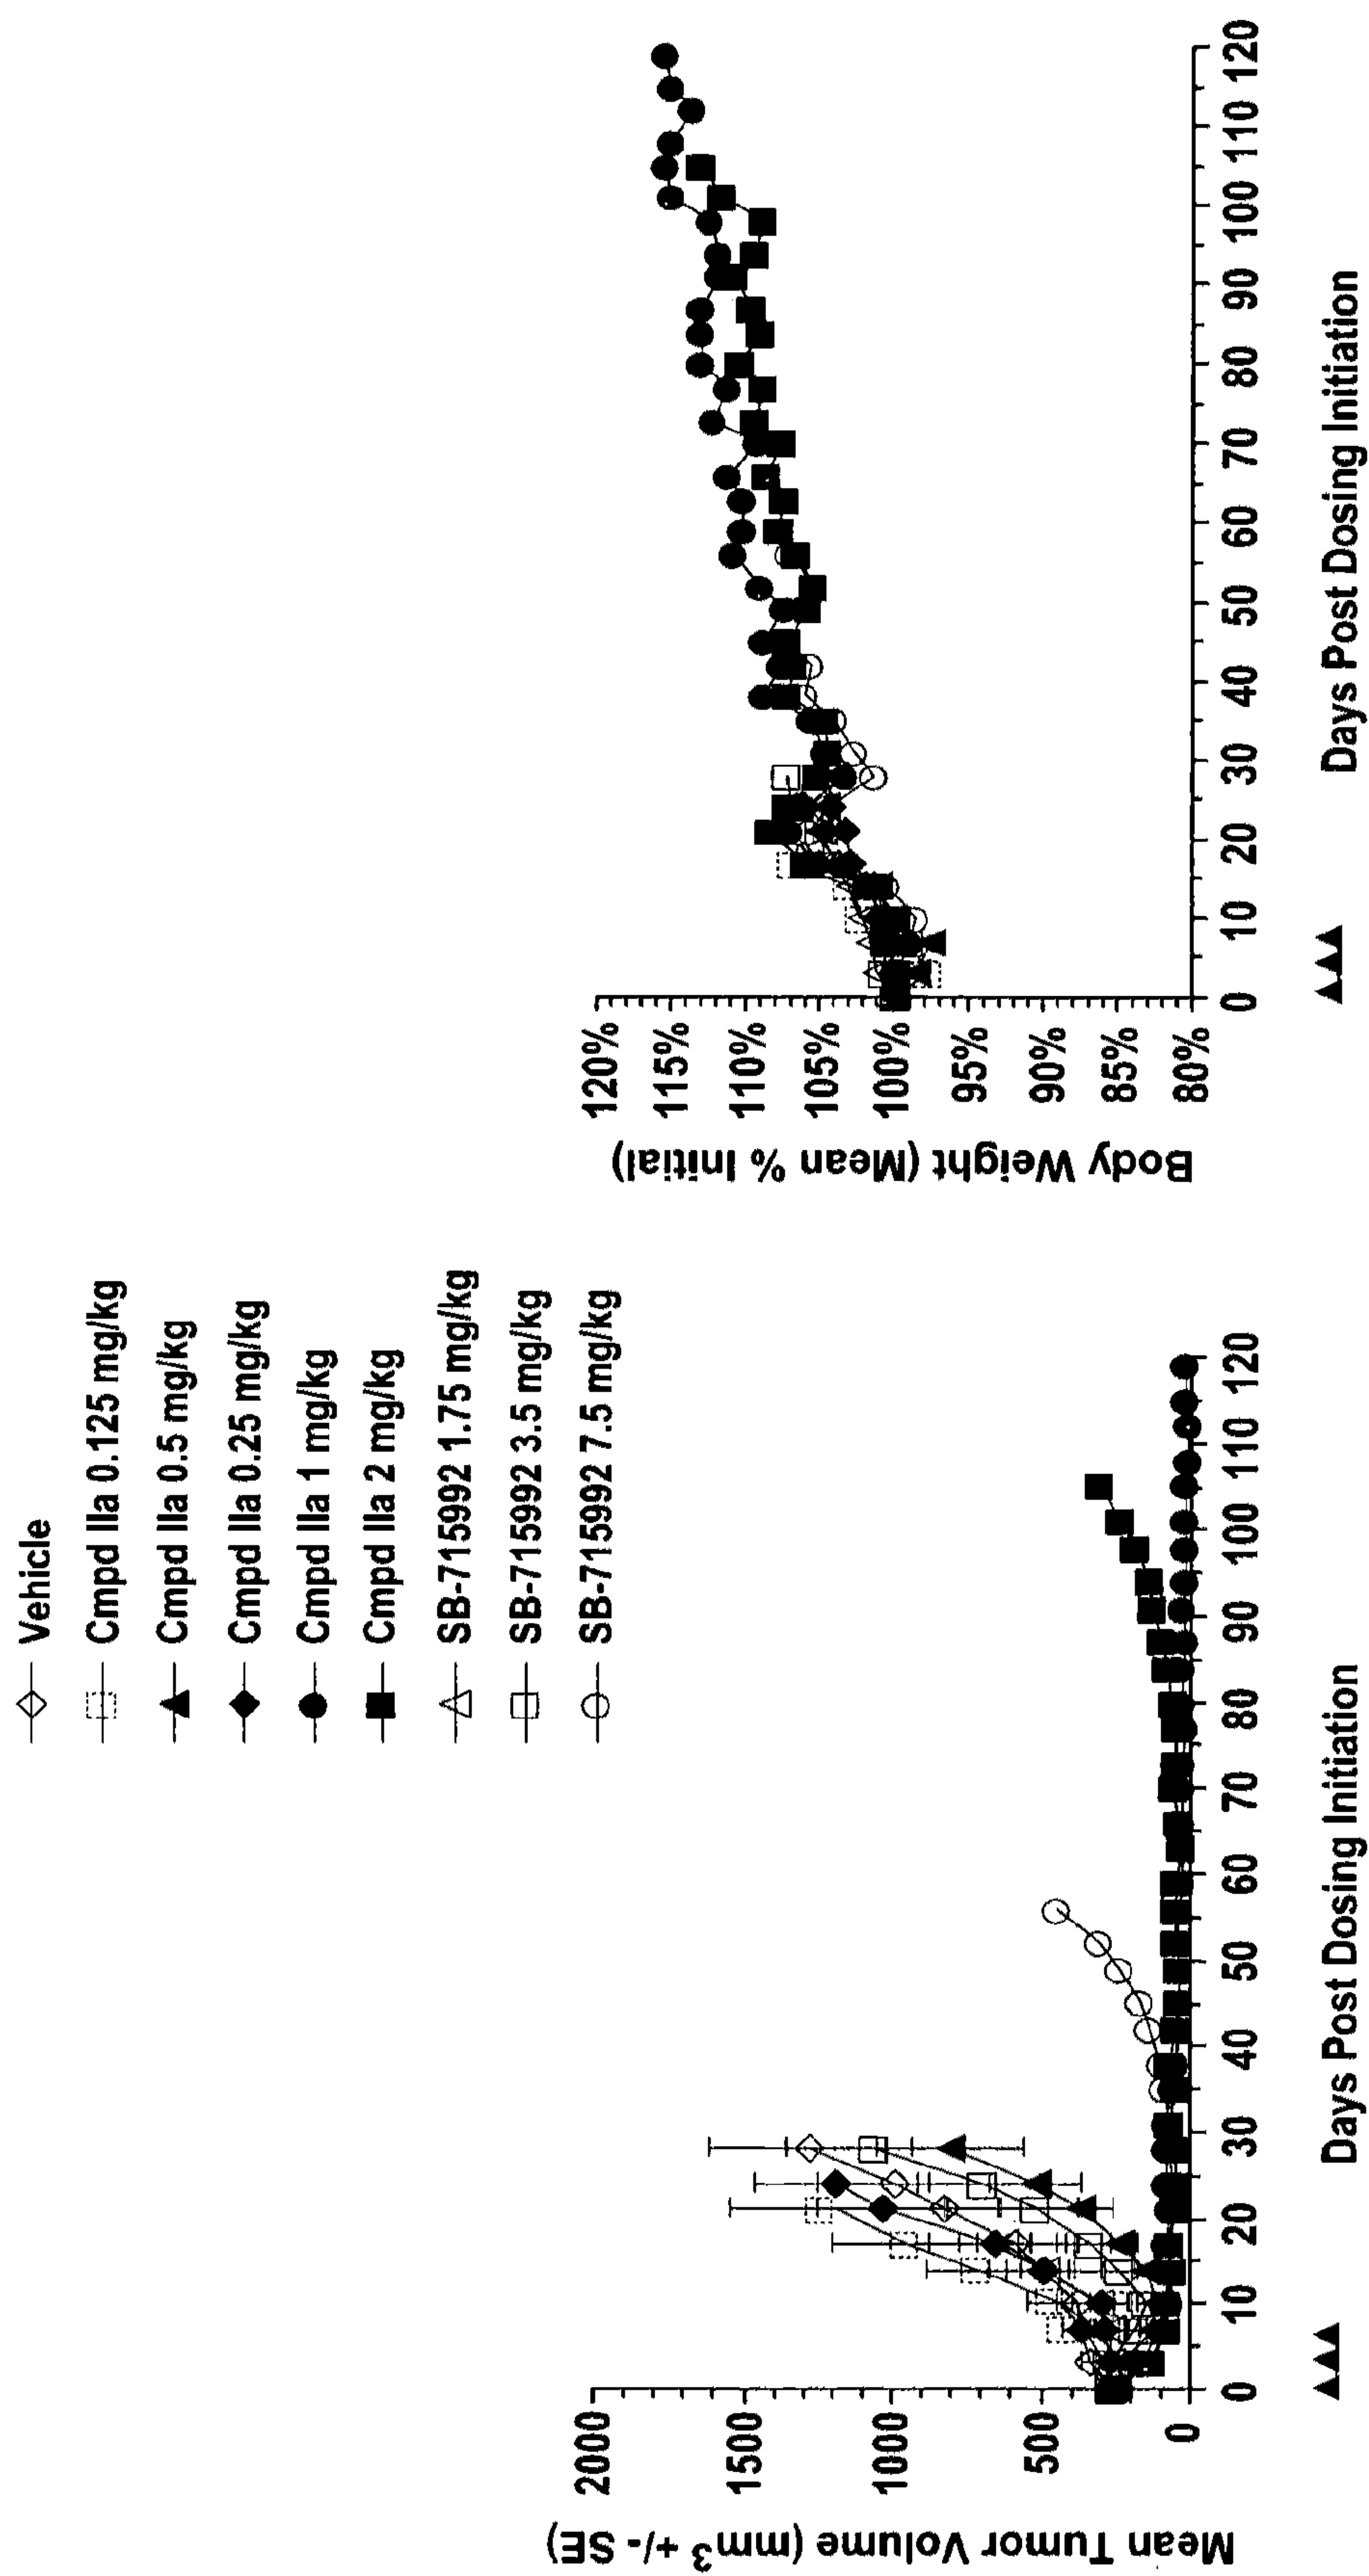 Vehicle
Cmpd IIa 0.125 mg/kg
Cmpd IIa 0.5 mg/kg
Cmpd IIa 0.25 mg/kg
Cmpd IIa 1 mg/kg
Cmpd IIa 2 mg/kg
SB-715992 1.75 mg/kg
SB-715992 3.5 mg/kg
SB-715992 7.5 mg/kg
Mean Tumor Volume (mm³ +/- SE)
2000
1500
1000
500
0
0 10 20 30 40 50 60 70 80 90 100 110 120
Days Post Dosing Initiation
Body Weight (Mean % Initial)
120%
115%
110%
105%
100%
95%
90%
85%
80%
0 10 20 30 40 50 60 70 80 90 100 110 120
Days Post Dosing Initiation